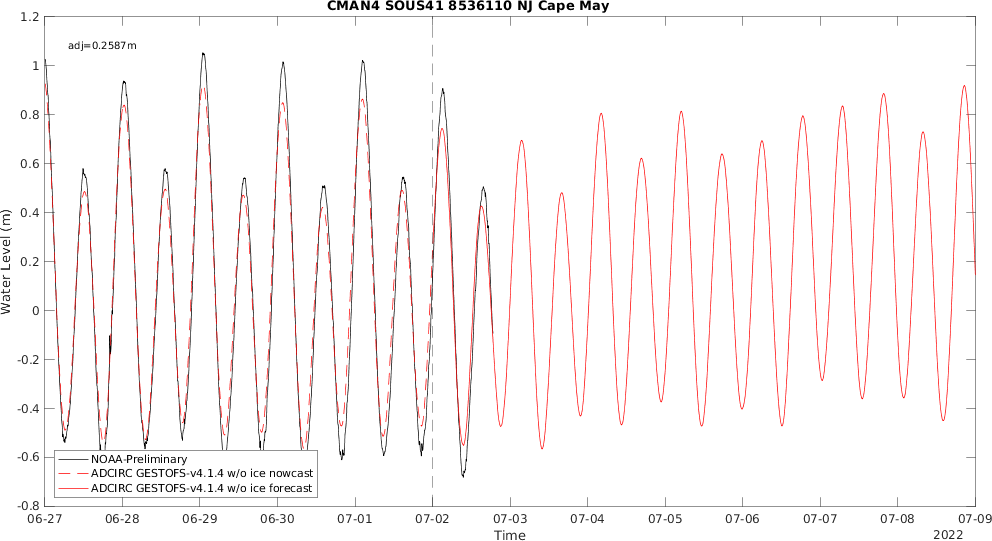 CMAN4 SOUS41 8536110 NJ Cape May
adj=0.2587m
1.2
1
0.8
0.6
0.4
0.2
0
-0.2
-0.4
-0.6
-0.8
Water Level (m)
NOAA-Preliminary
ADCIRC GESTOFS-v4.1.4 w/o ice nowcast
ADCIRC GESTOFS-v4.1.4 w/o ice forecast
06-27 06-28 06-29 06-30 07-01 07-02 07-03 07-04 07-05 07-06 07-07 07-08 07-09
Time
2022